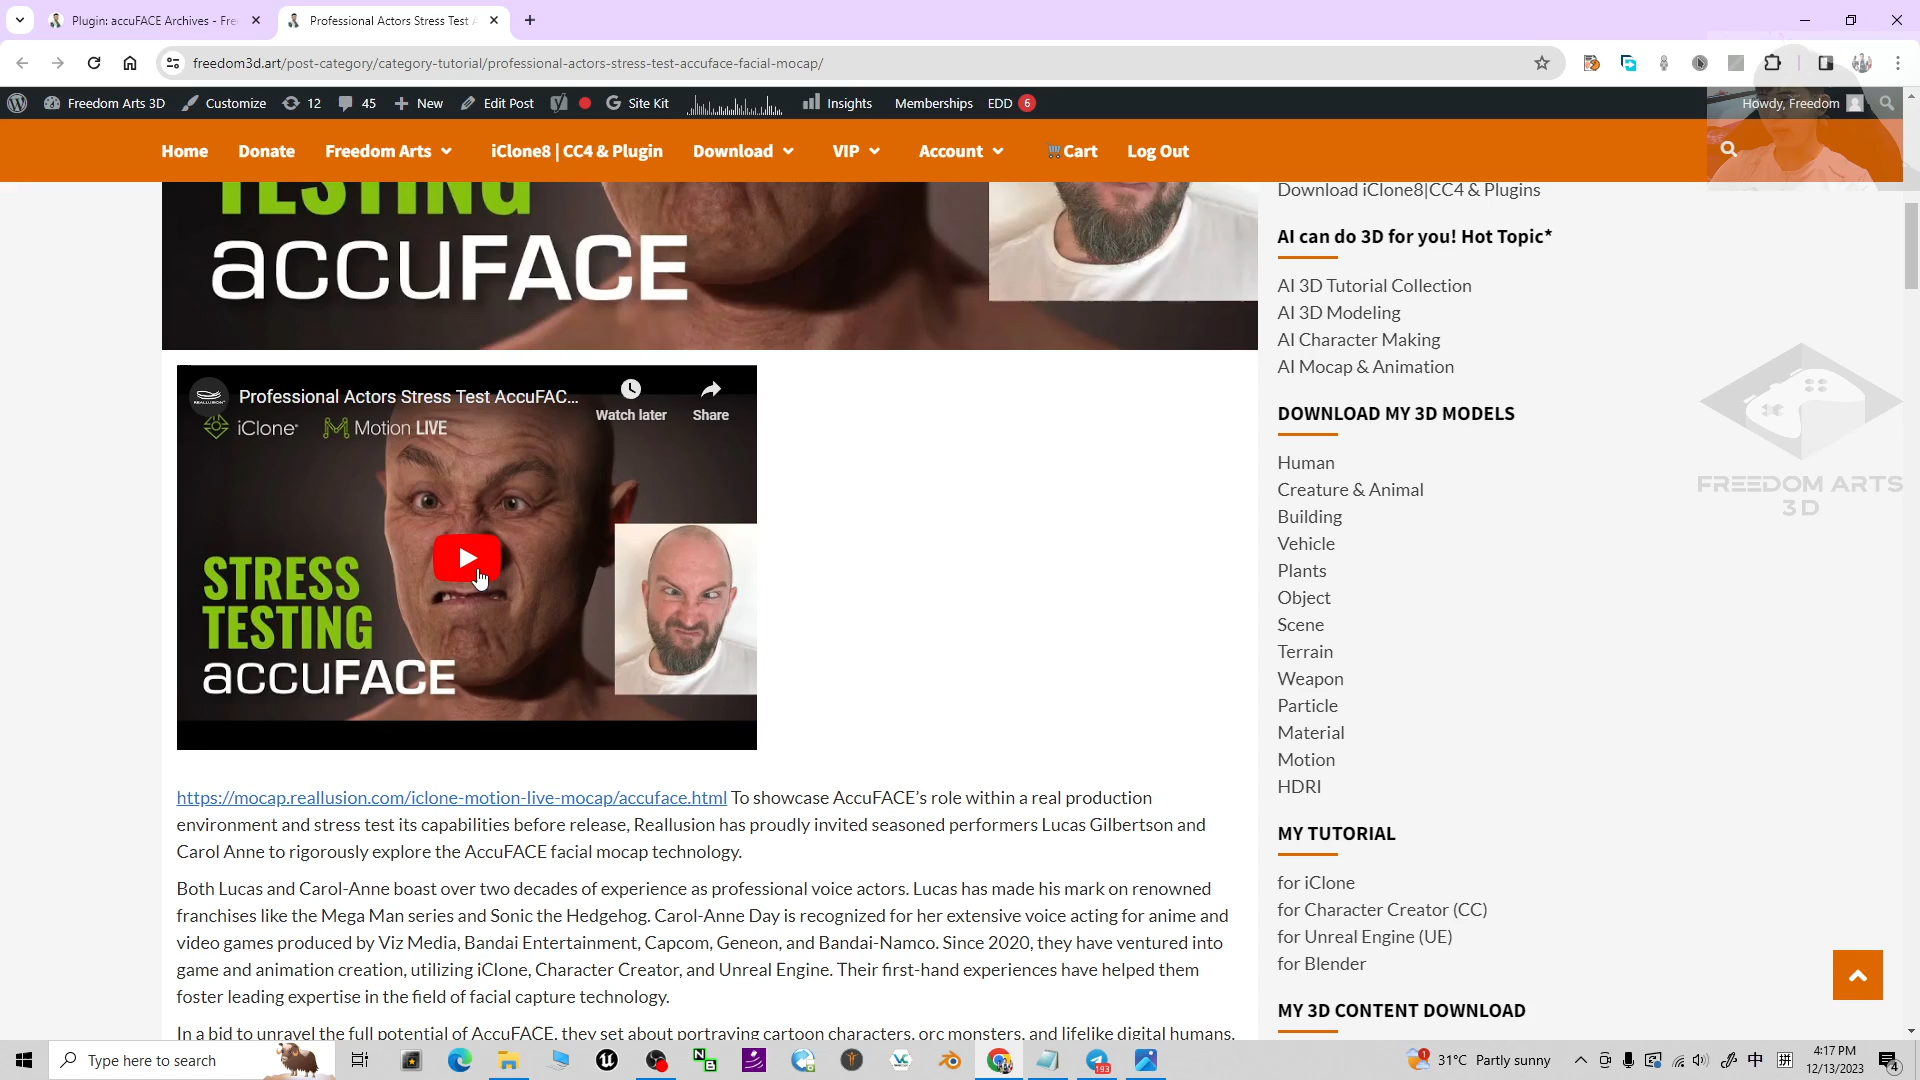 Plugin: accuFACE Archives - Fre
Professional Actors Stress Test A
freedom3d.art/post-category/category-tutorial/professional-actors-stress-test-accuface-facial-mocap/
Freedom Arts 3D
Customize
12
45
New
Edit Post
Site Kit
Insights
Memberships
EDD 6
Howdy, Freedom
Home
Donate
Freedom Arts
iClone8 | CC4 & Plugin
Download
VIP
Account
Cart
Log Out
TESTING
accuFACE
Professional Actors Stress Test AccuFAC...
Watch later
Share
REALLUSION
iClone
Motion LIVE
STRESS
TESTING
accuFACE
https://mocap.reallusion.com/iclone-motion-live-mocap/accuface.html To showcase AccuFACE’s role within a real production
environment and stress test its capabilities before release, Reallusion has proudly invited seasoned performers Lucas Gilbertson and
Carol Anne to rigorously explore the AccuFACE facial mocap technology.
Both Lucas and Carol-Anne boast over two decades of experience as professional voice actors. Lucas has made his mark on renowned
franchises like the Mega Man series and Sonic the Hedgehog. Carol-Anne Day is recognized for her extensive voice acting for anime and
video games produced by Viz Media, Bandai Entertainment, Capcom, Geneon, and Bandai-Namco. Since 2020, they have ventured into
game and animation creation, utilizing iClone, Character Creator, and Unreal Engine. Their first-hand experiences have helped them
foster leading expertise in the field of facial capture technology.
In a bid to unravel the full potential of AccuFACE, they set about portraying cartoon characters, orc monsters, and lifelike digital humans.
Download iClone8|CC4 & Plugins
AI can do 3D for you! Hot Topic*
AI 3D Tutorial Collection
AI 3D Modeling
AI Character Making
AI Mocap & Animation
DOWNLOAD MY 3D MODELS
Human
Creature & Animal
Building
Vehicle
Plants
Object
Scene
Terrain
Weapon
Particle
Material
Motion
HDRI
MY TUTORIAL
for iClone
for Character Creator (CC)
for Unreal Engine (UE)
for Blender
MY 3D CONTENT DOWNLOAD
FREEDOM ARTS
3D
Type here to search
193
31°C Partly sunny
中
拼
4:17 PM
12/13/2023
4